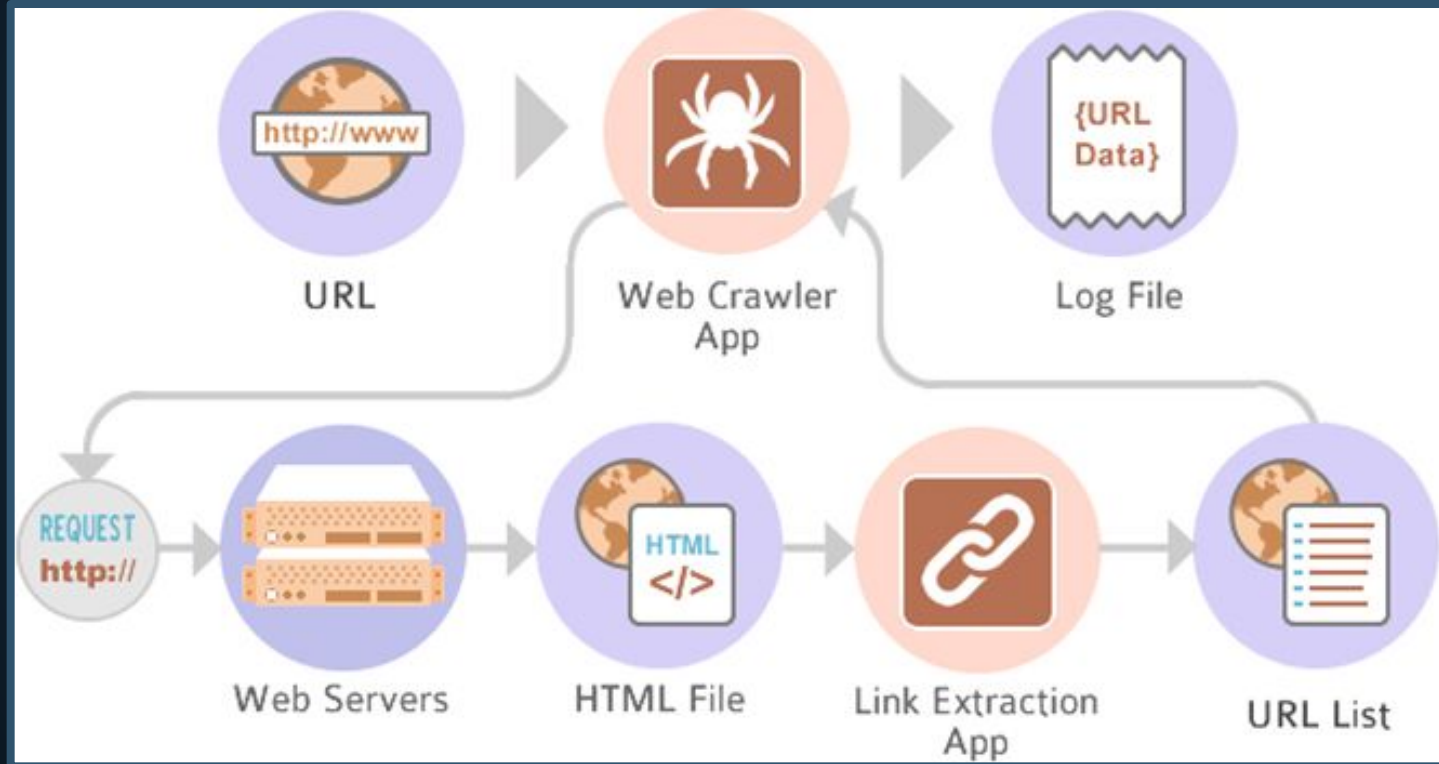 http://www
{URL
Data}
URL
Web Crawler
App
Log File
REQUEST
http://
HTML
</>
Web Servers
HTML File
Link Extraction
App
URL List